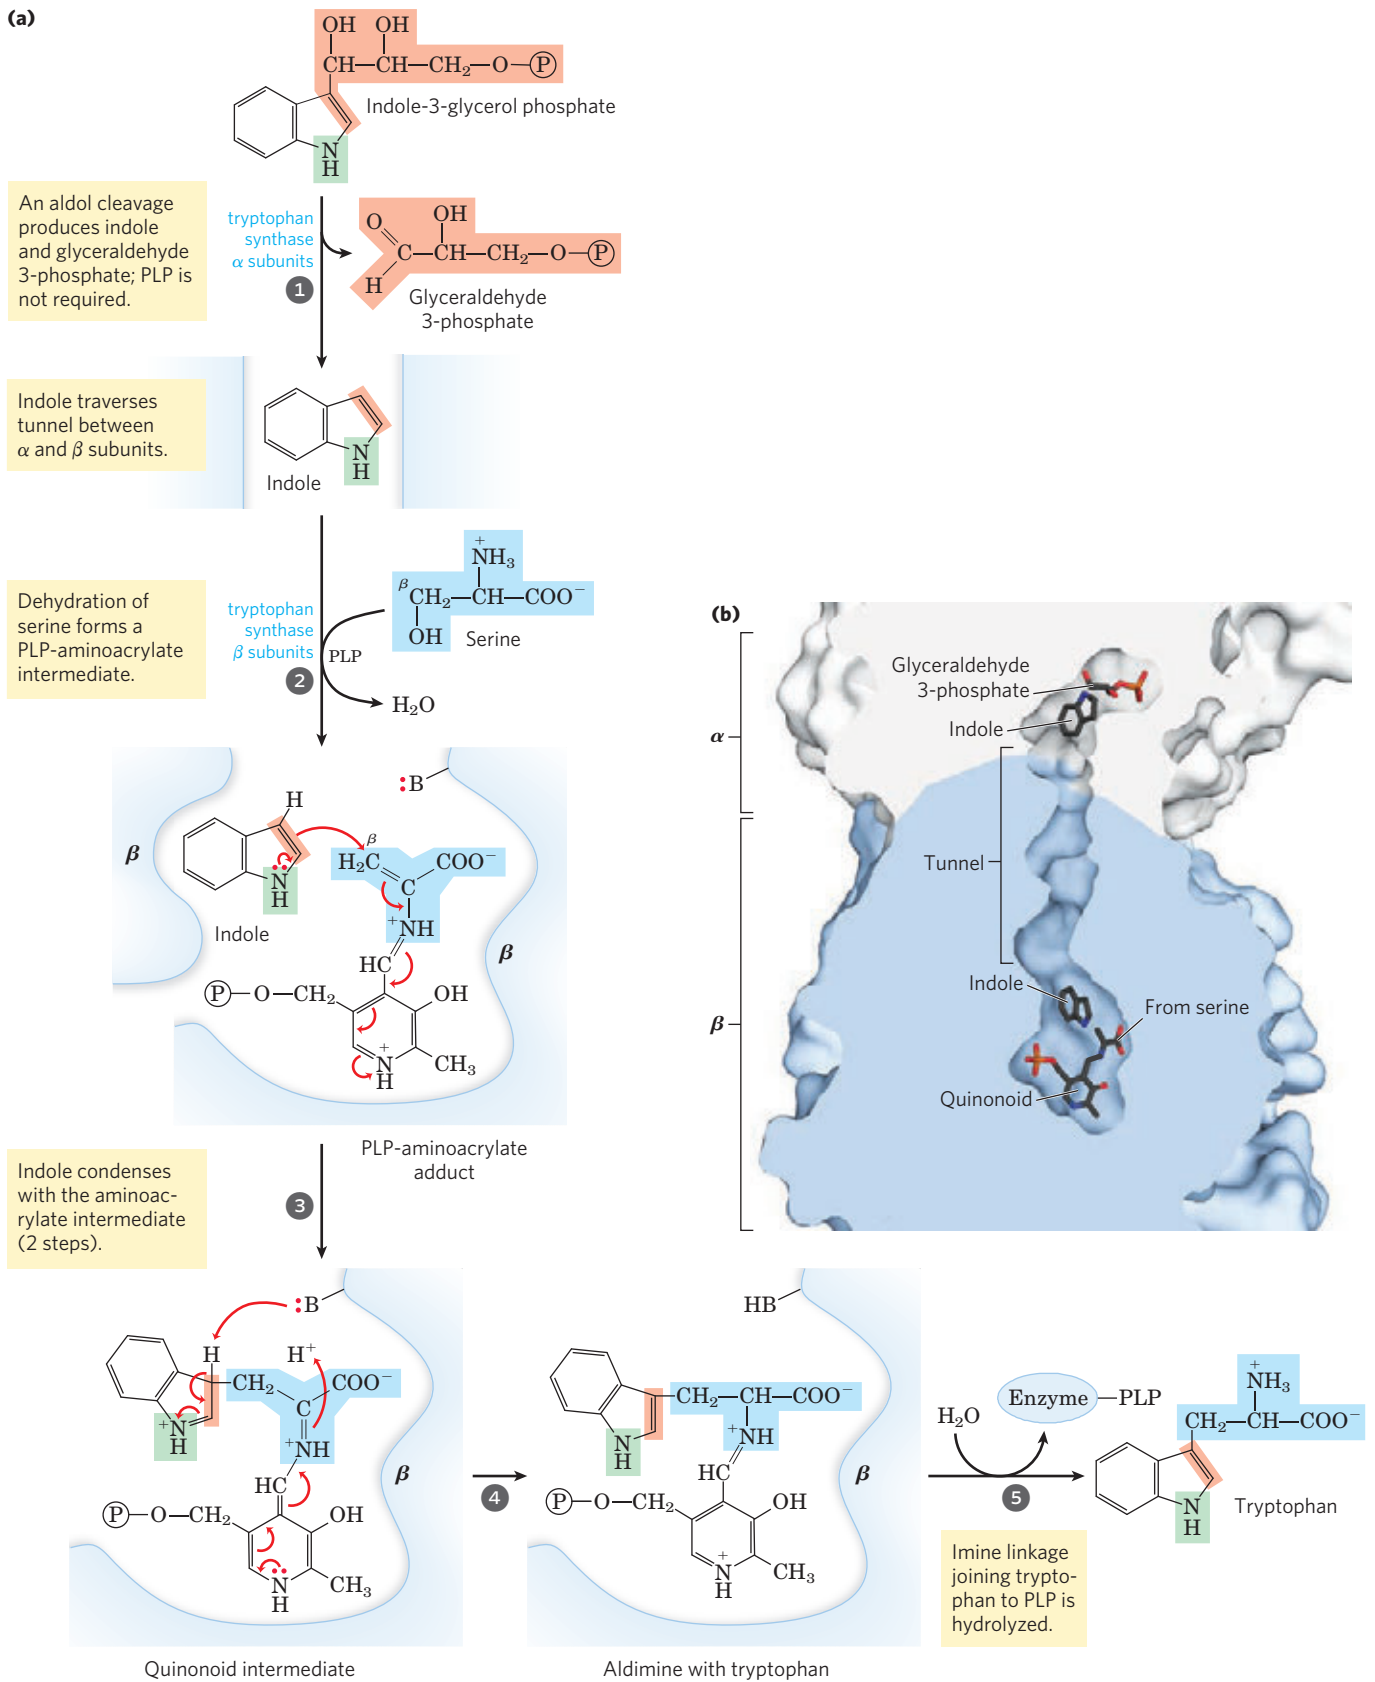 (a)
OH OH
CH—CH—CH₂—O—Ⓟ
Indole-3-glycerol phosphate
N
H
An aldol cleavage
produces indole
and glyceraldehyde
3-phosphate; PLP is
not required.
tryptophan
synthase
α subunits
1
O OH
C—CH—CH₂—O—Ⓟ
H
Glyceraldehyde
3-phosphate
Indole traverses
tunnel between
α and β subunits.
N
H
Indole
Dehydration of
serine forms a
PLP-aminoacrylate
intermediate.
tryptophan
synthase
β subunits
2
PLP
+
NH₃
β
CH₂—CH—COO⁻
OH
Serine
H₂O
:B
H
β
β
H₂C COO⁻
C
N
H
+NH
Indole
β
HC
Ⓟ—O—CH₂ OH
+
N
H
CH₃
PLP-aminoacrylate
adduct
Indole condenses
with the aminoac-
rylate intermediate
(2 steps).
3
:B
H H⁺
CH₂ COO⁻
C
+N
H
+NH
HC
β
Ⓟ—O—CH₂ OH
N
H
CH₃
Quinonoid intermediate
4
HB
CH₂—CH—COO⁻
N
H
+NH
HC
β
Ⓟ—O—CH₂ OH
+
N
H
CH₃
Aldimine with tryptophan
H₂O
Enzyme—PLP
5
Imine linkage
joining trypto-
phan to PLP is
hydrolyzed.
+
NH₃
CH₂—CH—COO⁻
N
H
Tryptophan
(b)
Glyceraldehyde
3-phosphate
Indole
α
Tunnel
Indole
From serine
β
Quinonoid